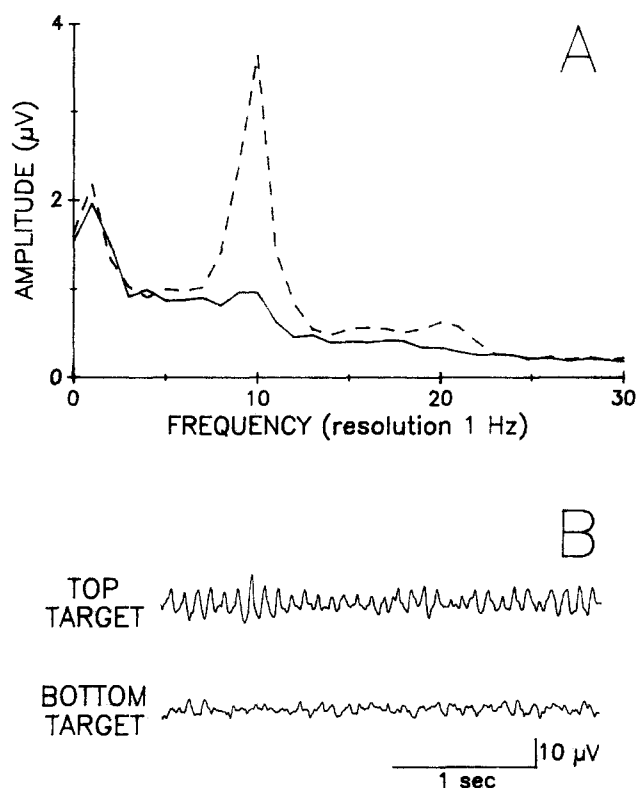 A
4
2
0
AMPLITUDE (µV)
0
10
20
30
FREQUENCY (resolution 1 Hz)
B
TOP
TARGET
BOTTOM
TARGET
10 µV
1 sec